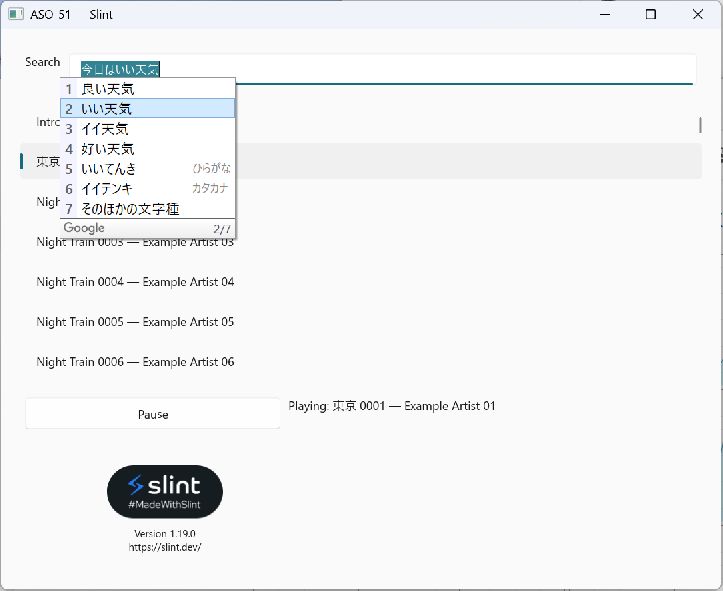 ASO 51 Slint
Search
今日はいい天気
1 良い天気
2 いい天気
3 イイ天気
4 好い天気
5 いいてんき ひらがな
6 イイテンキ カタカナ
7 そのほかの文字種
Google 2/7
Intro
東京
Nigh
Night Train 0003 — Example Artist 03
Night Train 0004 — Example Artist 04
Night Train 0005 — Example Artist 05
Night Train 0006 — Example Artist 06
Pause
Playing: 東京 0001 — Example Artist 01
slint
#MadeWithSlint
Version 1.19.0
https://slint.dev/